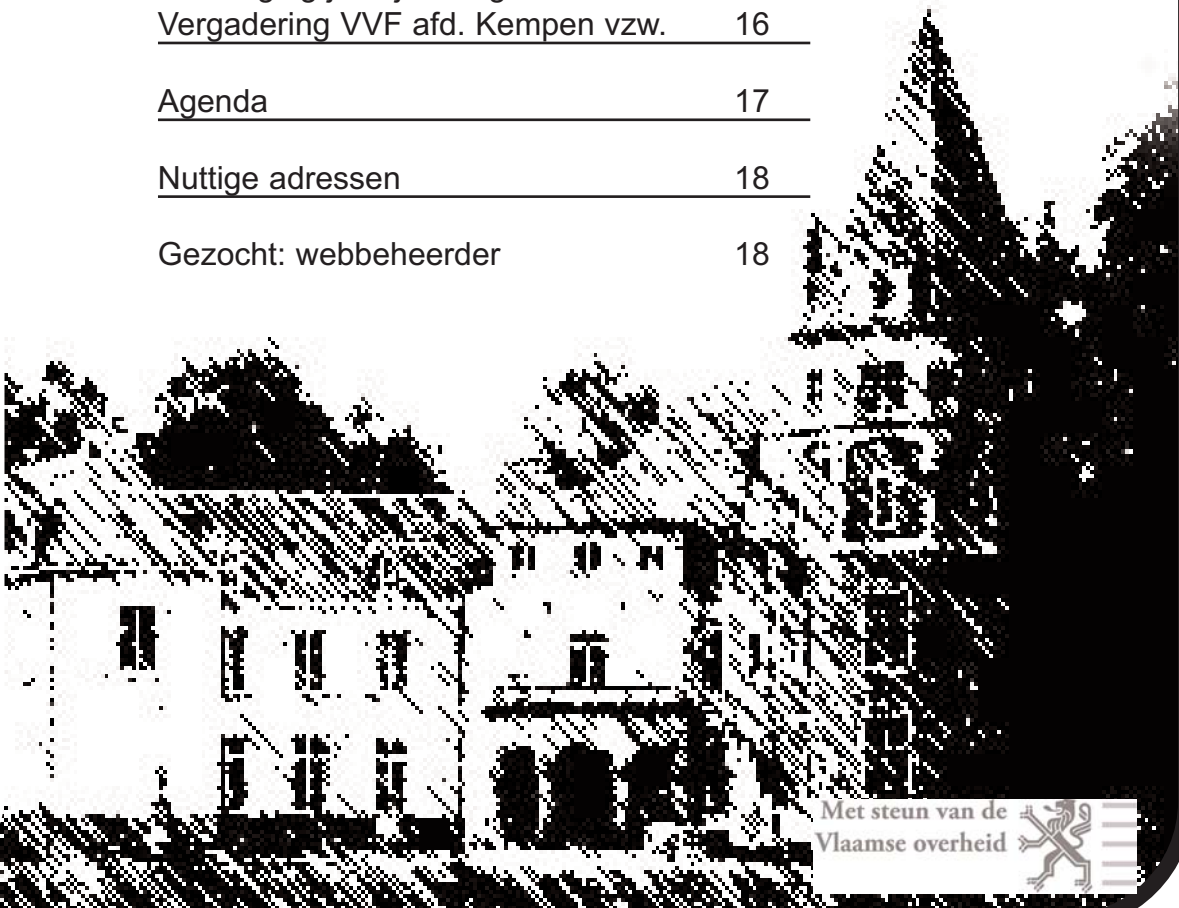 Vergadering VVF afd. Kempen vzw. 16
Agenda 17
Nuttige adressen 18
Gezocht: webbeheerder 18
Met steun van de
Vlaamse overheid